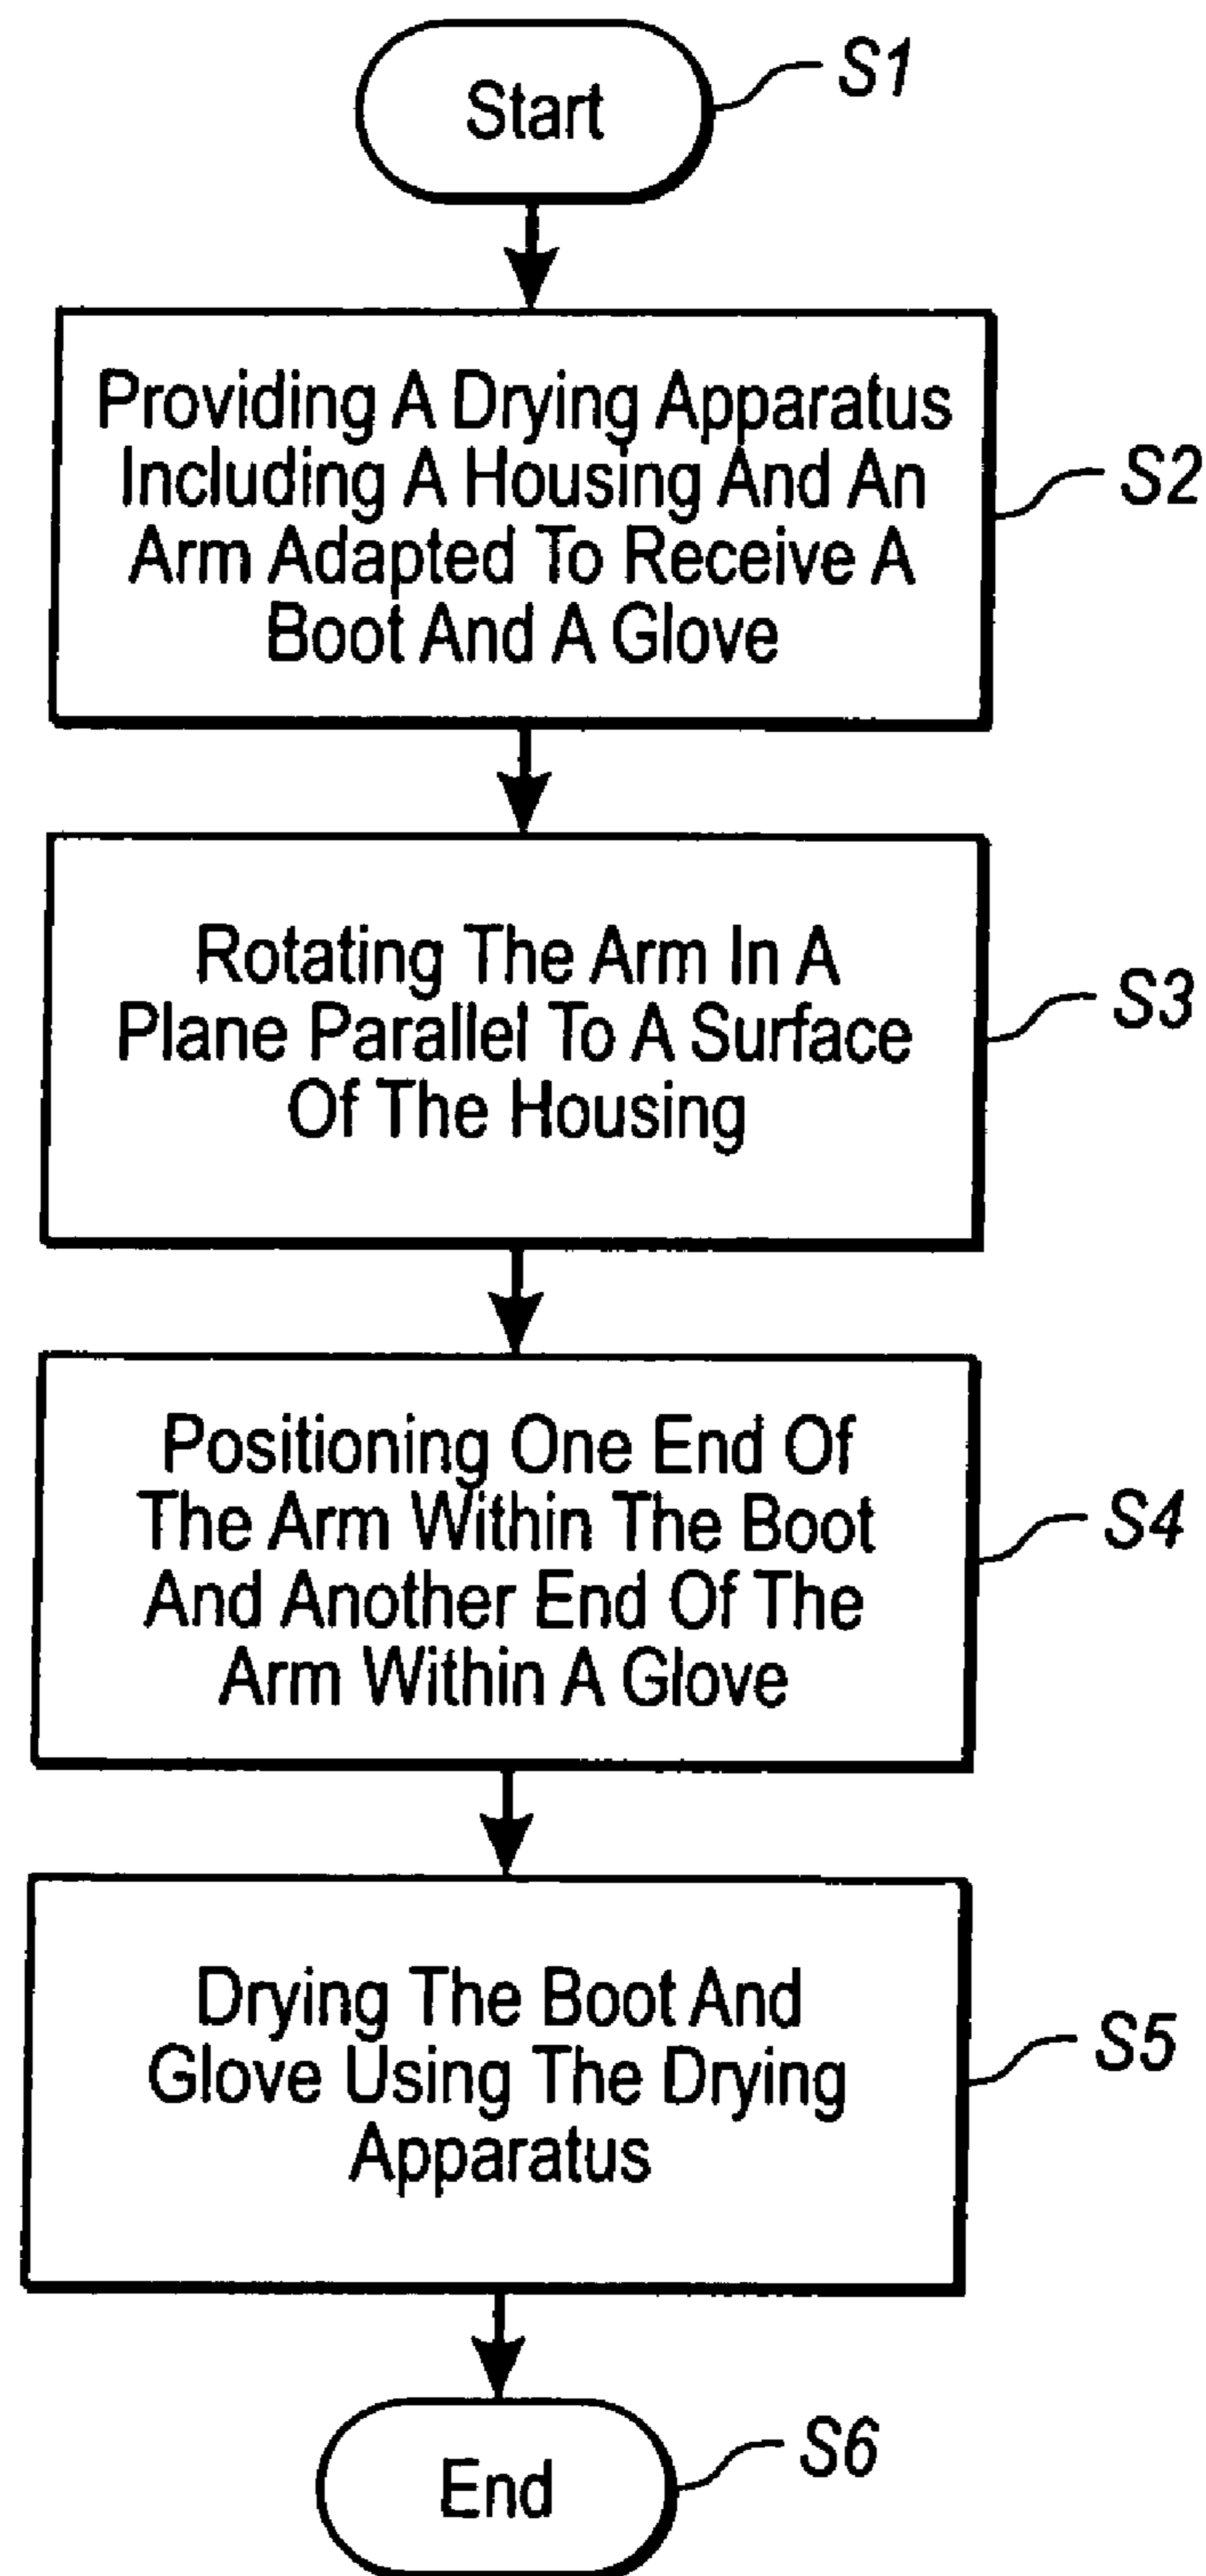 Start
S1
Providing A Drying Apparatus
Including A Housing And An
Arm Adapted To Receive A
Boot And A Glove
S2
Rotating The Arm In A
Plane Parallel To A Surface
Of The Housing
S3
Positioning One End Of
The Arm Within The Boot
And Another End Of The
Arm Within A Glove
S4
Drying The Boot And
Glove Using The Drying
Apparatus
S5
End
S6